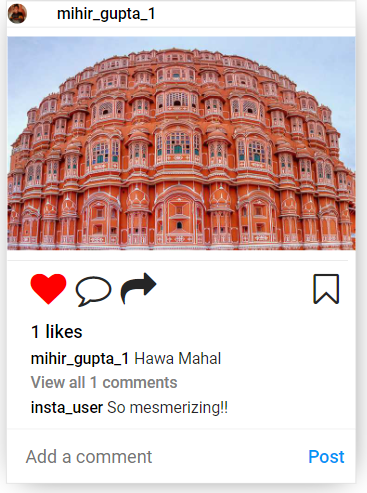 mihir_gupta_1
1 likes
mihir_gupta_1 Hawa Mahal
View all 1 comments
insta_user So mesmerizing!!
Add a comment Post